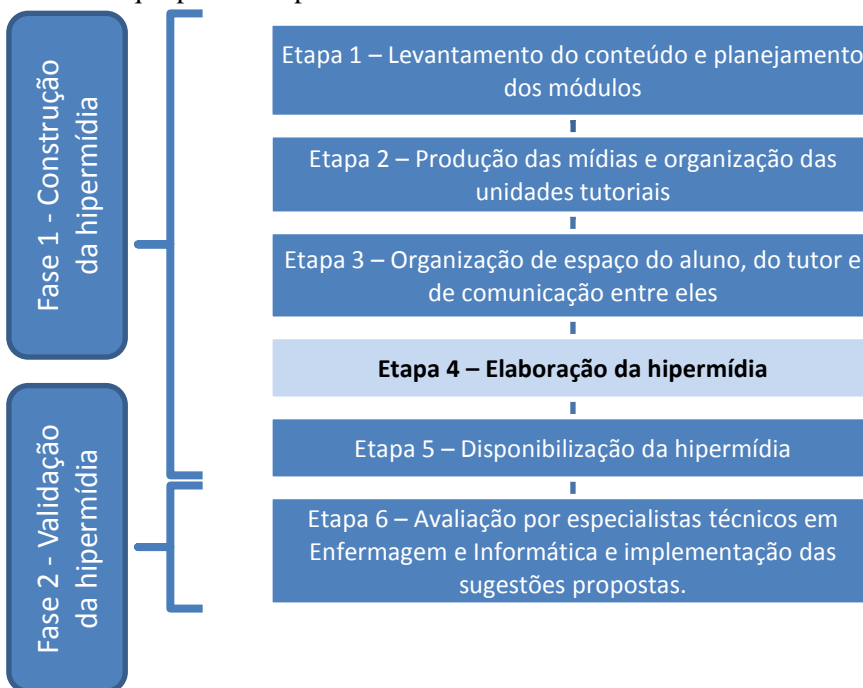 Fase 1 - Construção
da hipermídia
Etapa 1 – Levantamento do conteúdo e planejamento
dos módulos
Etapa 2 – Produção das mídias e organização das
unidades tutoriais
Etapa 3 – Organização de espaço do aluno, do tutor e
de comunicação entre eles
Etapa 4 – Elaboração da hipermídia
Etapa 5 – Disponibilização da hipermídia
Fase 2 - Validação
da hipermídia
Etapa 6 – Avaliação por especialistas técnicos em
Enfermagem e Informática e implementação das
sugestões propostas.